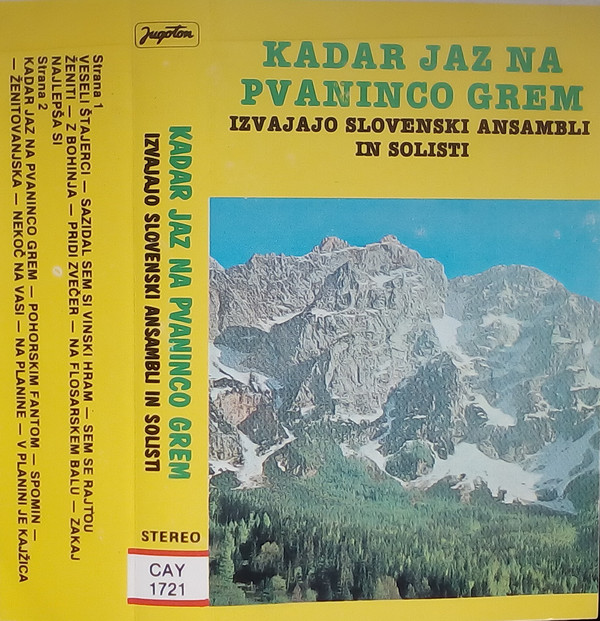 Strana 1
VESELI ŠTAJERCI — SAZIDAL SEM SI VINSKI HRAM — SEM SE RAJTOU
ŽENITI — Z BOHINJA — PRIDI ZVEČER — NA FLOSARSKEM BALU — ZAKAJ
NAJLEPŠA SI
Strana 2
KADAR JAZ NA PVANINCO GREM — POHORSKIM FANTOM — SPOMIN —
— ŽENITOVANJSKA — NEKOČ NA VASI — NA PLANINE — V PLANINI JE KAJŽICA
Jugoton
KADAR JAZ NA PVANINCO GREM
IZVAJAJO SLOVENSKI ANSAMBLI IN SOLISTI
STEREO
CAY
1721
KADAR JAZ NA
PVANINCO GREM
IZVAJAJO SLOVENSKI ANSAMBLI
IN SOLISTI